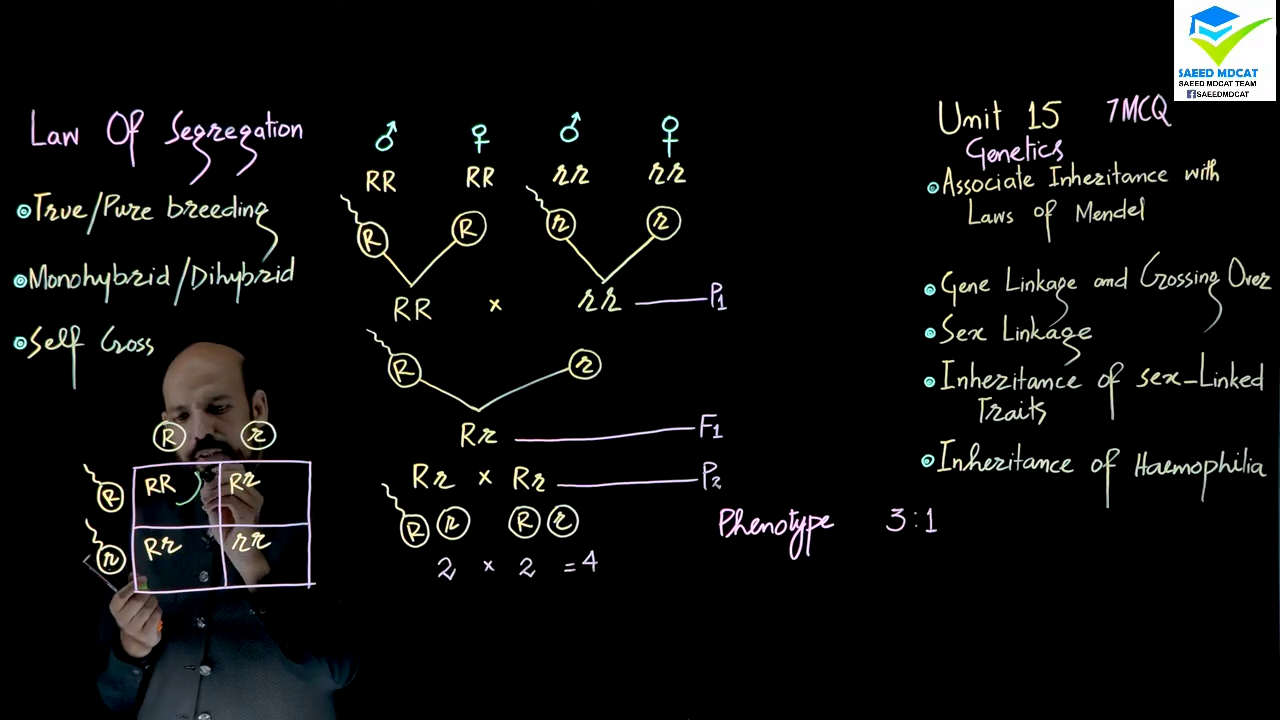 SAEED MDCAT
SAEED MDCAT TEAM
SAEEDMDCAT
Law Of Segregation
True/Pure breeding
Monohybrid/Dihybrid
Self Cross
♂ ♀ ♂ ♀
RR RR rr rr
R R r r
RR × rr P1
R r
Rr F1
Rr × Rr P2
R r R r
2 × 2 = 4
Phenotype 3:1
R r
R RR Rr
r Rr rr
Unit 15 7MCQ
Genetics
Associate Inheritance with
Laws of Mendel
Gene Linkage and Crossing Over
Sex Linkage
Inheritance of sex-Linked
Traits
Inheritance of Haemophilia